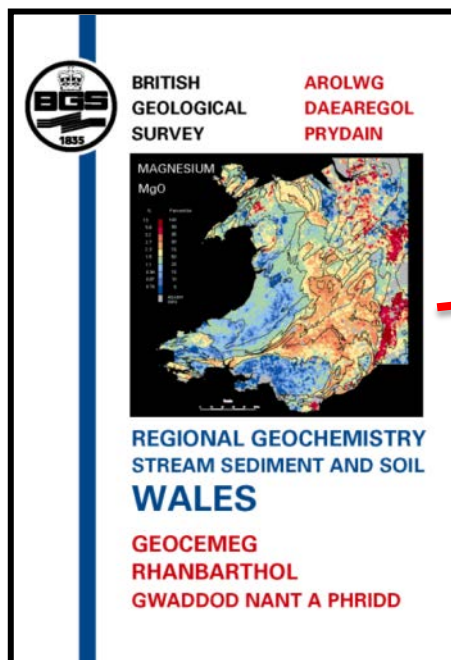 BGS
1835
BRITISH
GEOLOGICAL
SURVEY
AROLWG
DAEAREGOL
PRYDAIN
MAGNESIUM
MgO
REGIONAL GEOCHEMISTRY
STREAM SEDIMENT AND SOIL
WALES
GEOCEMEG
RHANBARTHOL
GWADDOD NANT A PHRIDD